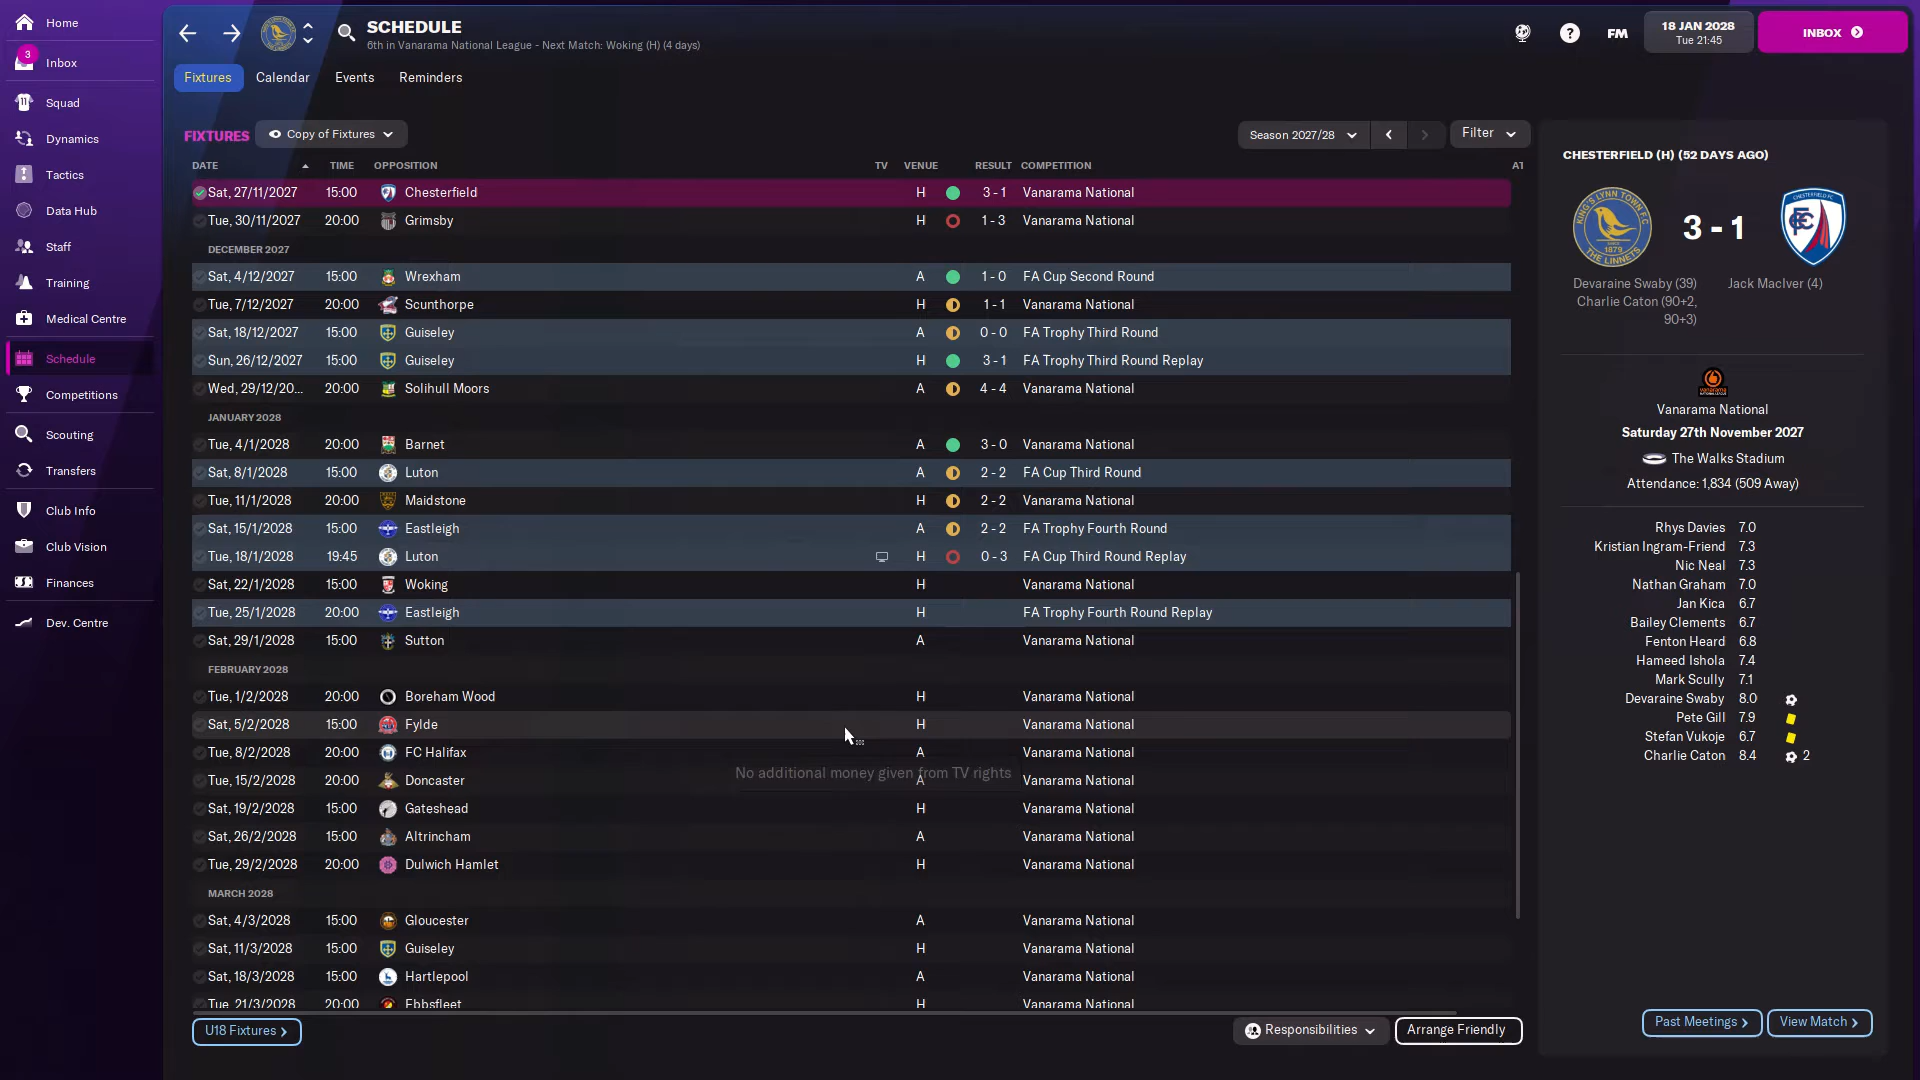 Home
3
Inbox
Squad
Dynamics
Tactics
Data Hub
Staff
Training
Medical Centre
Schedule
Competitions
Scouting
Transfers
Club Info
Club Vision
Finances
Dev. Centre
SCHEDULE
6th in Vanarama National League - Next Match: Woking (H) (4 days)
FM
18 JAN 2028
Tue 21:45
INBOX
Fixtures Calendar Events Reminders
FIXTURES Copy of Fixtures Season 2027/28 Filter
DATE TIME OPPOSITION TV VENUE RESULT COMPETITION AT
Sat, 27/11/2027 15:00 Chesterfield H 3 - 1 Vanarama National
Tue, 30/11/2027 20:00 Grimsby H 1 - 3 Vanarama National
DECEMBER 2027
Sat, 4/12/2027 15:00 Wrexham A 1 - 0 FA Cup Second Round
Tue, 7/12/2027 20:00 Scunthorpe H 1 - 1 Vanarama National
Sat, 18/12/2027 15:00 Guiseley A 0 - 0 FA Trophy Third Round
Sun, 26/12/2027 15:00 Guiseley H 3 - 1 FA Trophy Third Round Replay
Wed, 29/12/20... 20:00 Solihull Moors A 4 - 4 Vanarama National
JANUARY 2028
Tue, 4/1/2028 20:00 Barnet A 3 - 0 Vanarama National
Sat, 8/1/2028 15:00 Luton A 2 - 2 FA Cup Third Round
Tue, 11/1/2028 20:00 Maidstone H 2 - 2 Vanarama National
Sat, 15/1/2028 15:00 Eastleigh A 2 - 2 FA Trophy Fourth Round
Tue, 18/1/2028 19:45 Luton H 0 - 3 FA Cup Third Round Replay
Sat, 22/1/2028 15:00 Woking H Vanarama National
Tue, 25/1/2028 20:00 Eastleigh H FA Trophy Fourth Round Replay
Sat, 29/1/2028 15:00 Sutton A Vanarama National
FEBRUARY 2028
Tue, 1/2/2028 20:00 Boreham Wood H Vanarama National
Sat, 5/2/2028 15:00 Fylde H Vanarama National
Tue, 8/2/2028 20:00 FC Halifax A Vanarama National
No additional money given from TV rights
Tue, 15/2/2028 20:00 Doncaster A Vanarama National
Sat, 19/2/2028 15:00 Gateshead H Vanarama National
Sat, 26/2/2028 15:00 Altrincham A Vanarama National
Tue, 29/2/2028 20:00 Dulwich Hamlet H Vanarama National
MARCH 2028
Sat, 4/3/2028 15:00 Gloucester A Vanarama National
Sat, 11/3/2028 15:00 Guiseley H Vanarama National
Sat, 18/3/2028 15:00 Hartlepool A Vanarama National
Tue, 21/3/2028 20:00 Ebbsfleet H Vanarama National
U18 Fixtures Responsibilities Arrange Friendly
CHESTERFIELD (H) (52 DAYS AGO)
KING'S LYNN TOWN F.C
SINCE
1879
THE LINNETS
3 - 1
CHESTERFIELD FC
Devaraine Swaby (39) Jack MacIver (4)
Charlie Caton (90+2,
90+3)
Vanarama National
Saturday 27th November 2027
The Walks Stadium
Attendance: 1,834 (509 Away)
Rhys Davies 7.0
Kristian Ingram-Friend 7.3
Nic Neal 7.3
Nathan Graham 7.0
Jan Kica 6.7
Bailey Clements 6.7
Fenton Heard 6.8
Hameed Ishola 7.4
Mark Scully 7.1
Devaraine Swaby 8.0
Pete Gill 7.9
Stefan Vukoje 6.7
Charlie Caton 8.4 2
Past Meetings View Match